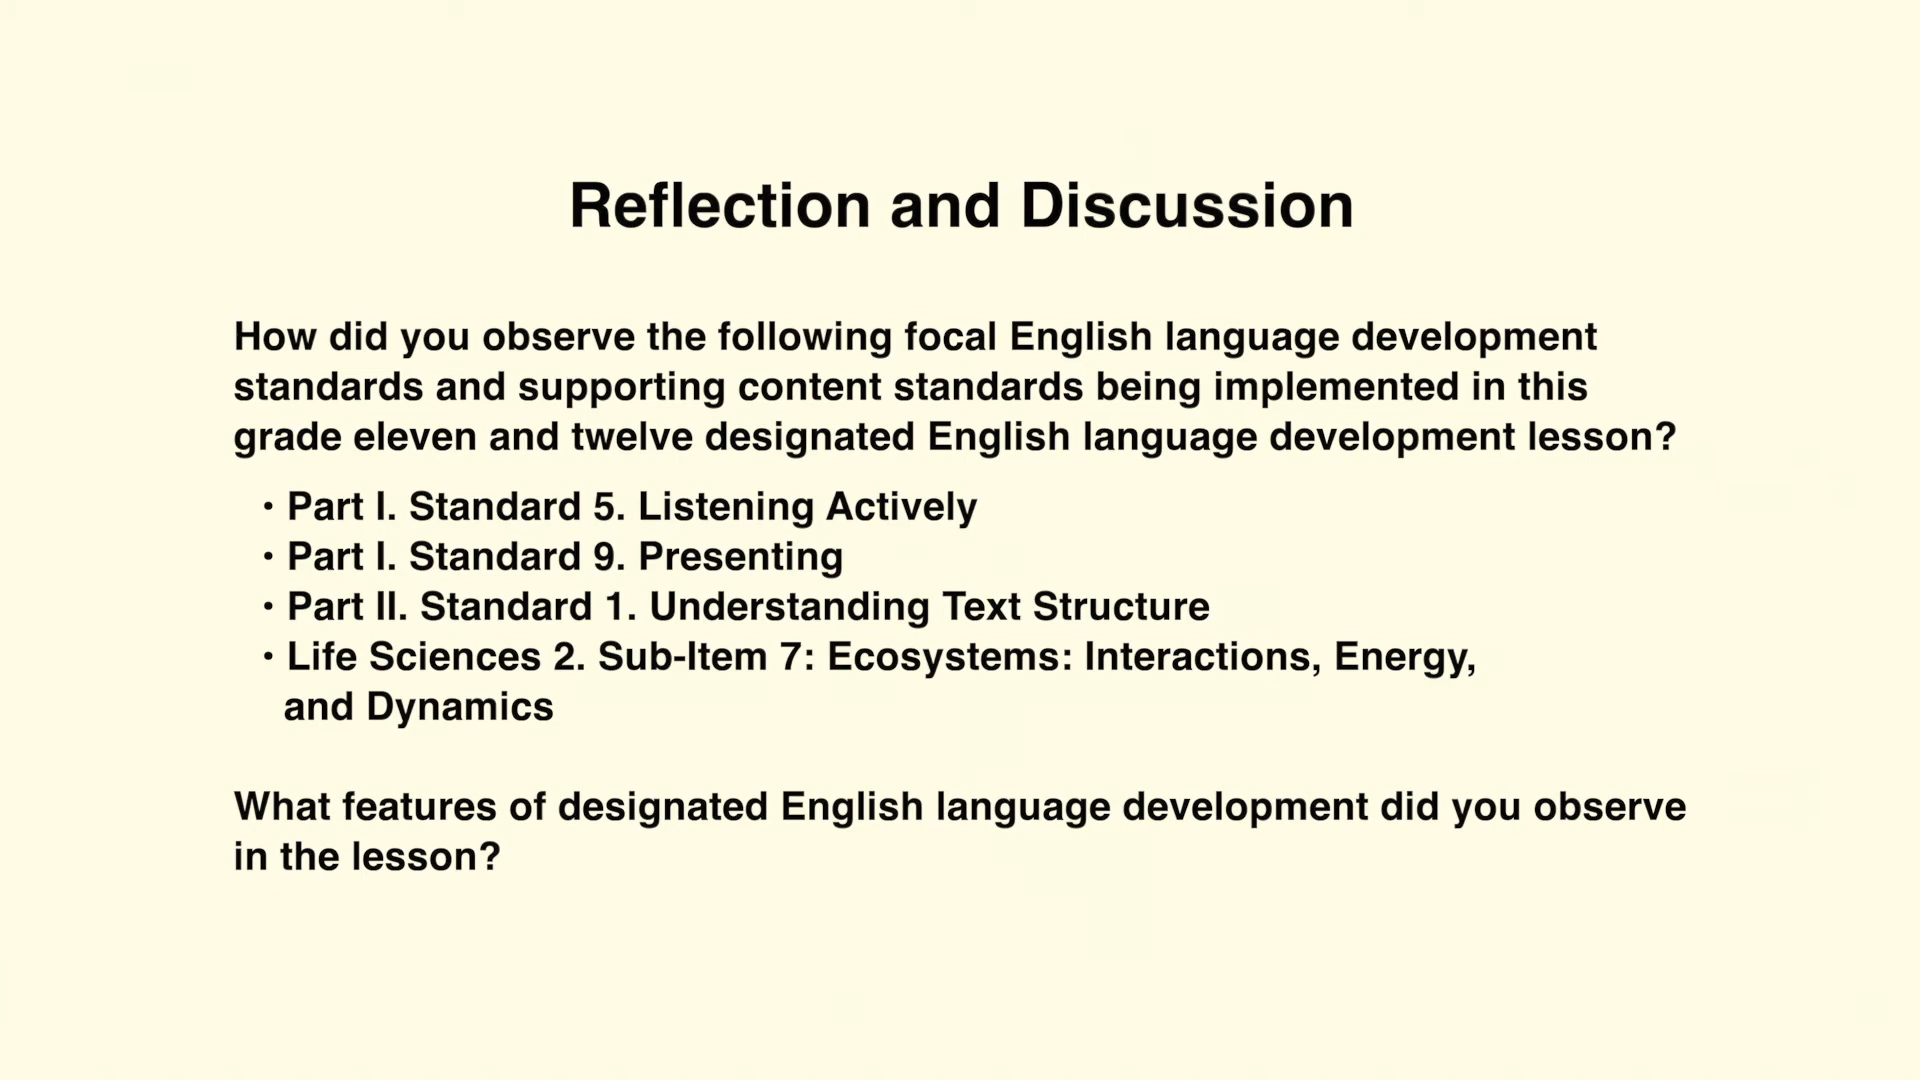 Reflection and Discussion
How did you observe the following focal English language development
standards and supporting content standards being implemented in this
grade eleven and twelve designated English language development lesson?
• Part I. Standard 5. Listening Actively
• Part I. Standard 9. Presenting
• Part II. Standard 1. Understanding Text Structure
• Life Sciences 2. Sub-Item 7: Ecosystems: Interactions, Energy,
and Dynamics
What features of designated English language development did you observe
in the lesson?